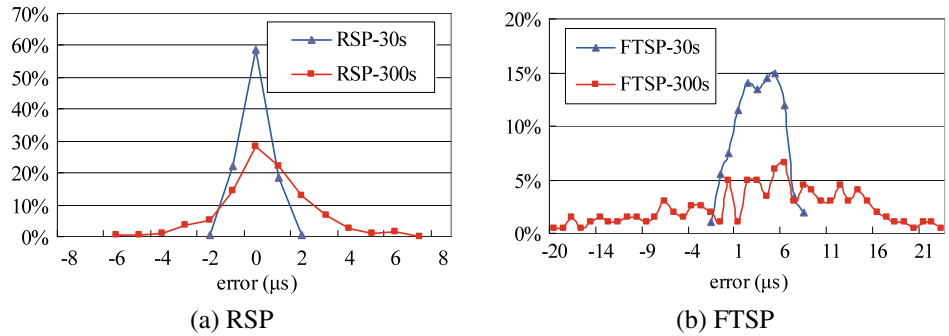 70%
60%
50%
40%
30%
20%
10%
0%
RSP-30s
RSP-300s
-8 -6 -4 -2 0 2 4 6 8
error (μs)
(a) RSP
20%
15%
10%
5%
0%
FTSP-30s
FTSP-300s
-19 -14 -9 -4 1 6 11 16 21
error (μs)
(b) FTSP